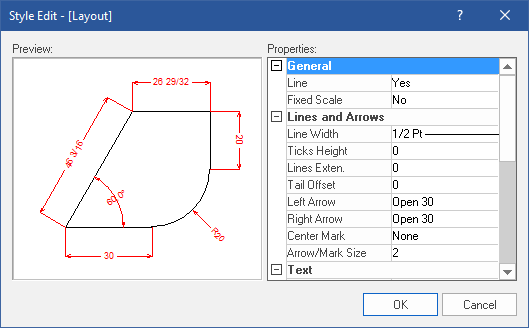 Style Edit - [Layout]
?
Preview:
Properties:
26 29/32
46 3/16"
20
60.0°
R20
30
General
Line Yes
Fixed Scale No
Lines and Arrows
Line Width 1/2 Pt
Ticks Height 0
Lines Exten. 0
Tail Offset 0
Left Arrow Open 30
Right Arrow Open 30
Center Mark None
Arrow/Mark Size 2
Text
OK
Cancel